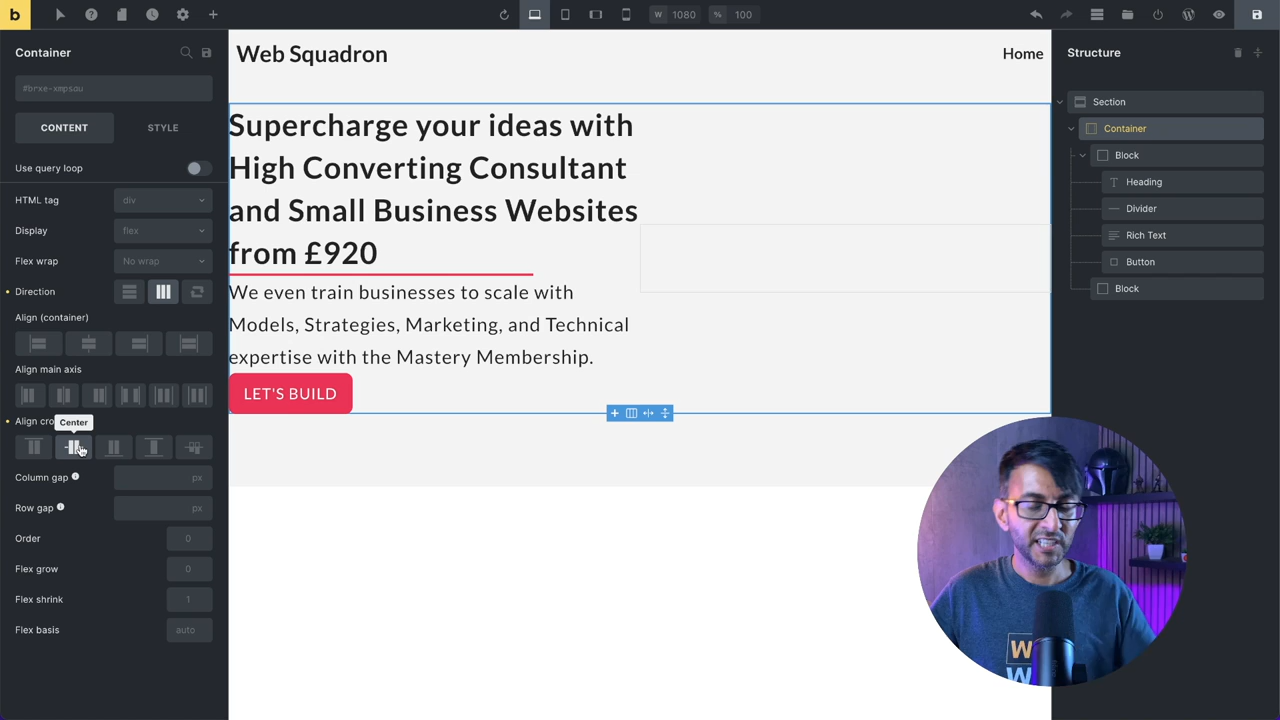 b
W 1080 % 100
Container
#brxe-xmpsau
CONTENT STYLE
Use query loop
HTML tag div
Display flex
Flex wrap No wrap
Direction
Align (container)
Align main axis
Align cro
Center
Column gap px
Row gap px
Order 0
Flex grow 0
Flex shrink 1
Flex basis auto
Web Squadron Home
Supercharge your ideas with
High Converting Consultant
and Small Business Websites
from £920
We even train businesses to scale with
Models, Strategies, Marketing, and Technical
expertise with the Mastery Membership.
LET'S BUILD
Structure
Section
Container
Block
Heading
Divider
Rich Text
Button
Block